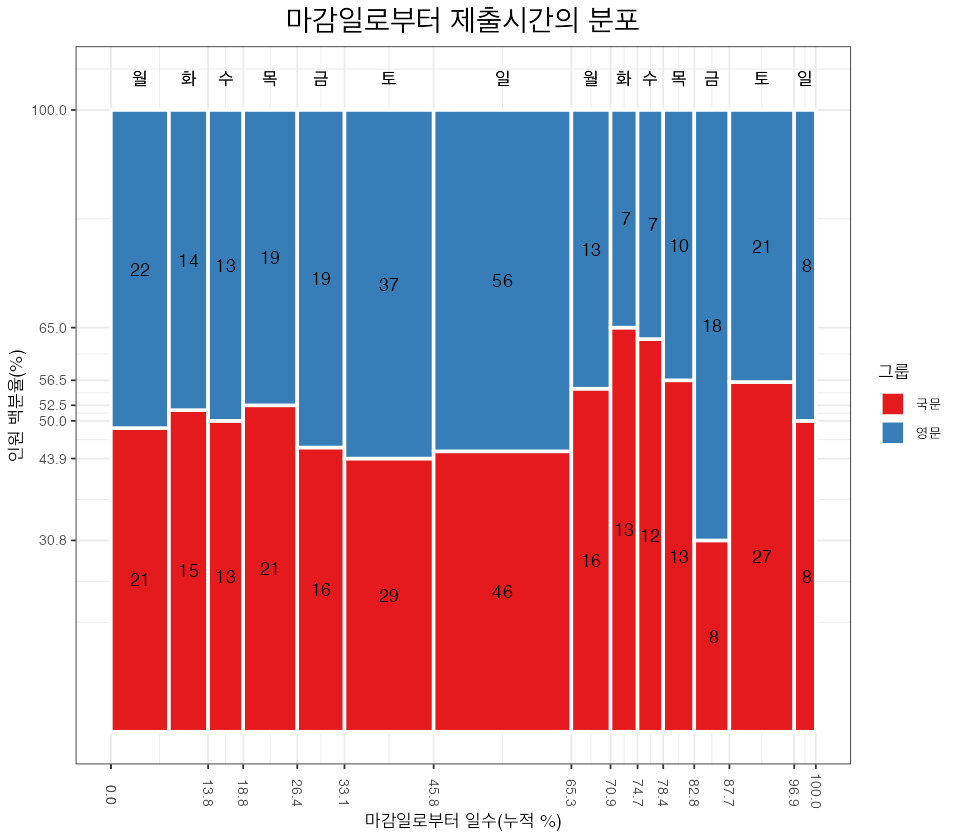 마감일로부터 제출시간의 분포
월 화 수 목 금 토 일 월 화 수 목 금 토 일
100.0
65.0
56.5
52.5
50.0
43.9
30.8
인원 백분율(%)
22 14 13 19 19 37 56 13 7 7 10 18 21 8
21 15 13 21 16 29 46 16 13 12 13 8 27 8
그룹
국문
영문
0.0 13.8 18.8 26.4 33.1 45.8 65.3 70.9 74.7 78.4 82.8 87.7 96.9 100.0
마감일로부터 일수(누적 %)